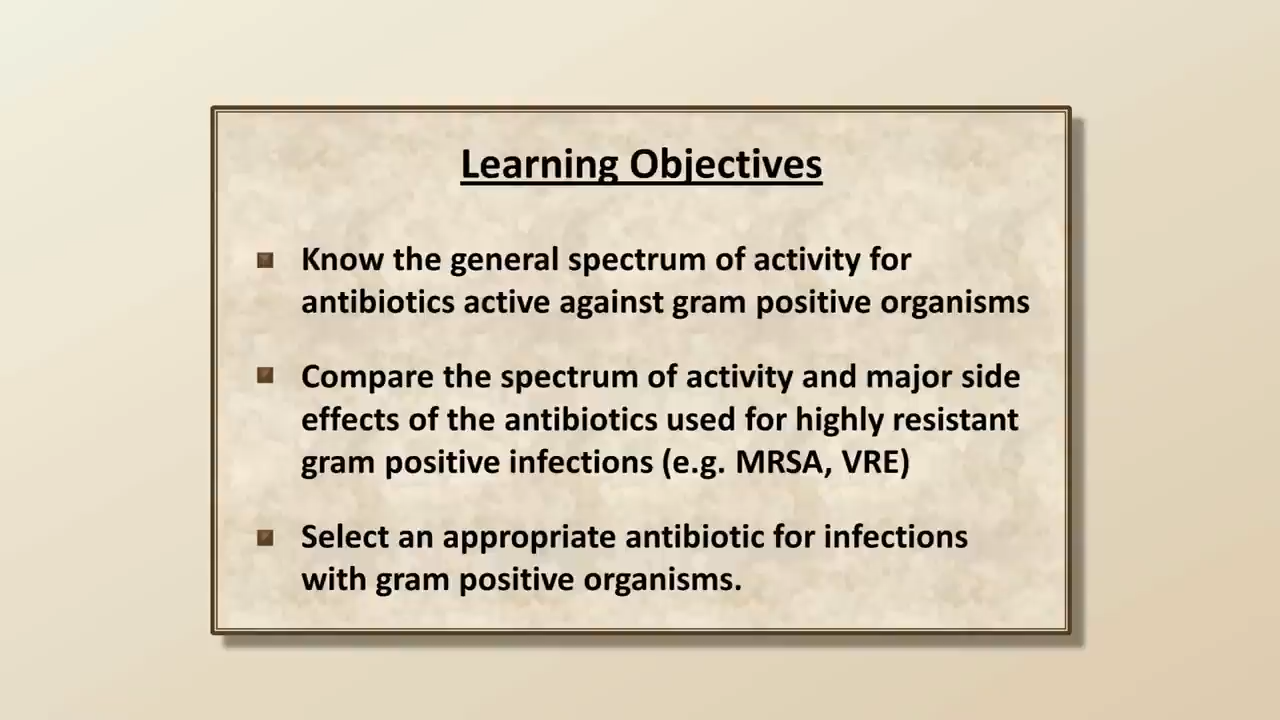 Learning Objectives
Know the general spectrum of activity for
antibiotics active against gram positive organisms
Compare the spectrum of activity and major side
effects of the antibiotics used for highly resistant
gram positive infections (e.g. MRSA, VRE)
Select an appropriate antibiotic for infections
with gram positive organisms.